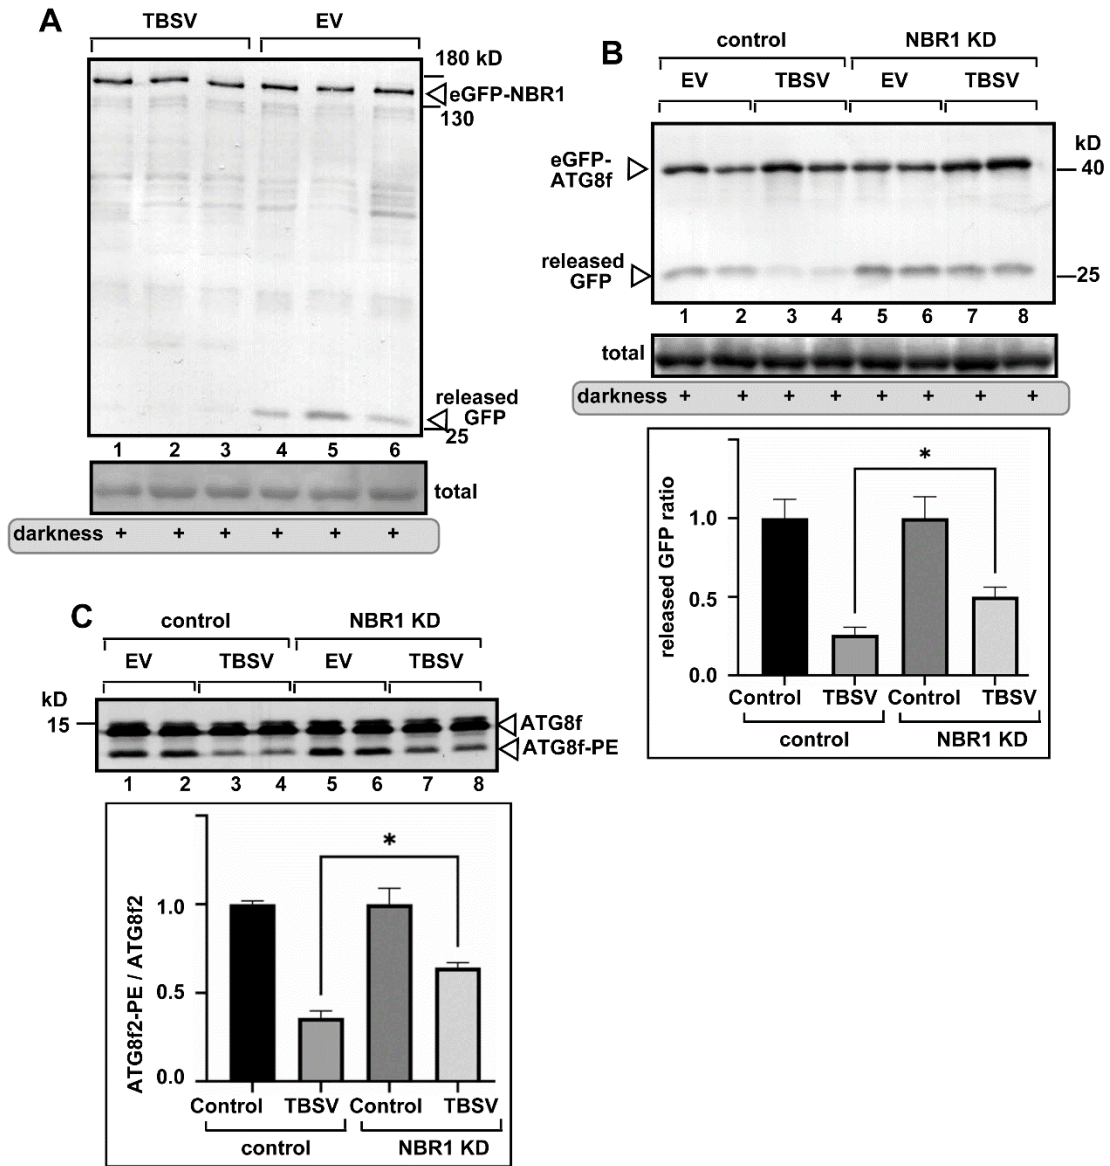 A
TBSV EV
180 kD
eGFP-NBR1
130
released
GFP
25
1 2 3 4 5 6
total
darkness + + + + + +
B
control NBR1 KD
EV TBSV EV TBSV
kD
eGFP-
ATG8f
40
released
GFP
25
1 2 3 4 5 6 7 8
total
darkness + + + + + + + +
*
released GFP ratio
1.0
0.5
0.0
Control TBSV Control TBSV
control NBR1 KD
C
control NBR1 KD
EV TBSV EV TBSV
kD
15
ATG8f
ATG8f-PE
1 2 3 4 5 6 7 8
*
ATG8f2-PE / ATG8f2
1.0
0.5
0.0
Control TBSV Control TBSV
control NBR1 KD